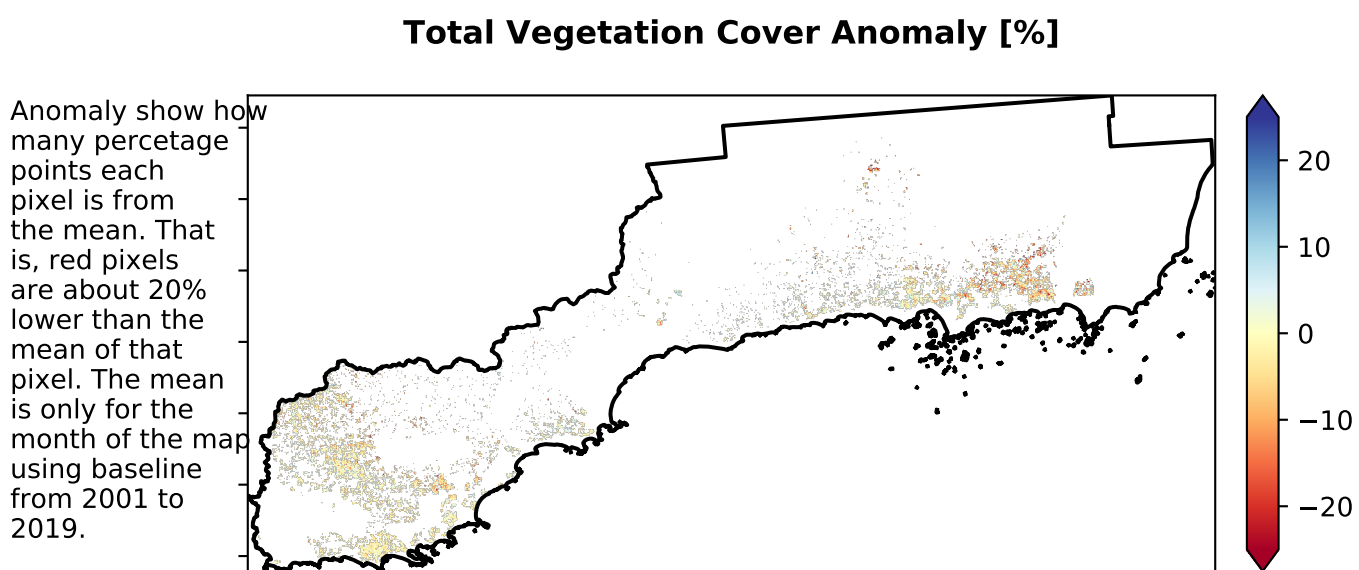 Total Vegetation Cover Anomaly [%]
Anomaly show how
many percetage
points each
pixel is from
the mean. That
is, red pixels
are about 20%
lower than the
mean of that
pixel. The mean
is only for the
month of the map
using baseline
from 2001 to
2019.
20
10
0
−10
−20